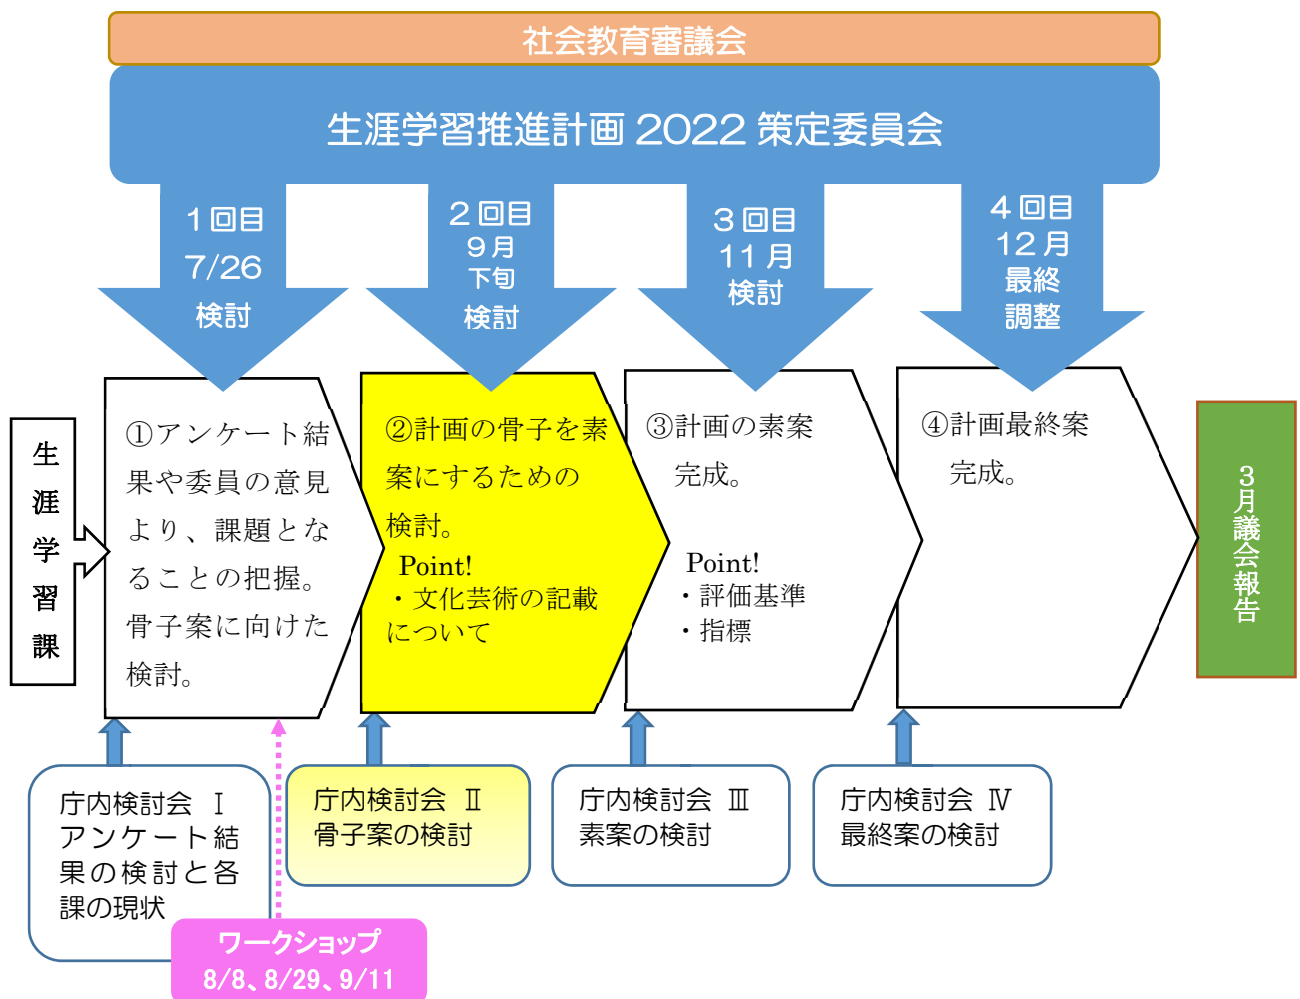 社会教育審議会
生涯学習推進計画 2022 策定委員会
1回目
7/26
検討
2回目
9月
下旬
検討
3回目
11月
検討
4回目
12月
最終
調整
生
涯
学
習
課
①アンケート結
果や委員の意見
より、課題とな
ることの把握。
骨子案に向けた
検討。
②計画の骨子を素
案にするための
検討。
Point!
・文化芸術の記載
について
③計画の素案
完成。
Point!
・評価基準
・指標
④計画最終案
完成。
3月議会報告
庁内検討会 Ⅰ
アンケート結
果の検討と各
課の現状
庁内検討会 Ⅱ
骨子案の検討
庁内検討会 Ⅲ
素案の検討
庁内検討会 Ⅳ
最終案の検討
ワークショップ
8/8、8/29、9/11